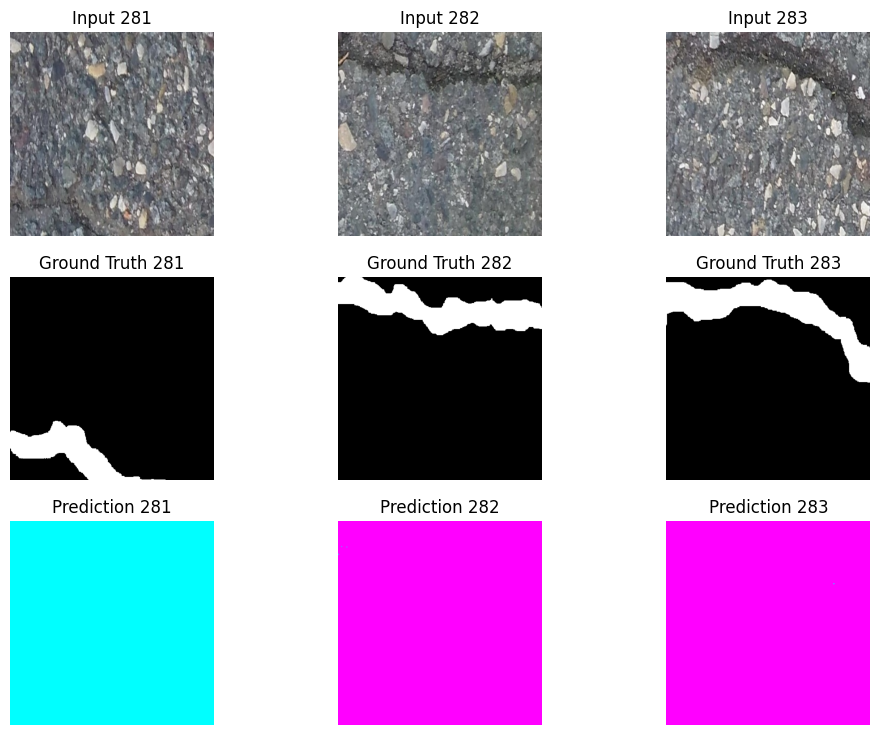 Input 281
Input 282
Input 283
Ground Truth 281
Ground Truth 282
Ground Truth 283
Prediction 281
Prediction 282
Prediction 283